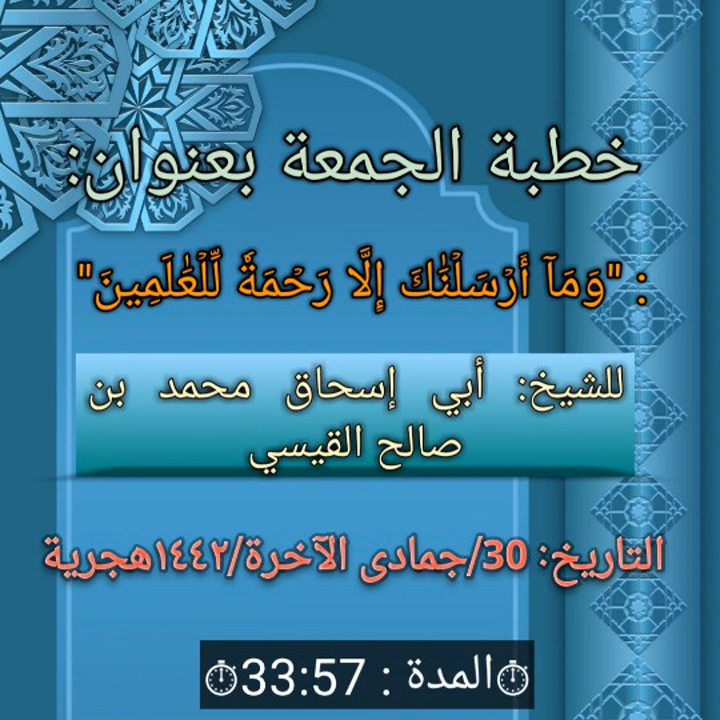 خطبة الجمعة بعنوان:
: "وَمَآ أَرْسَلْنَٰكَ إِلَّا رَحْمَةً لِّلْعَٰلَمِينَ"
للشيخ: أبي إسحاق محمد بن
صالح القيسي
التاريخ: 30/جمادى الآخرة/١٤٤٢هجرية
⏱المدة : 33:57⏱